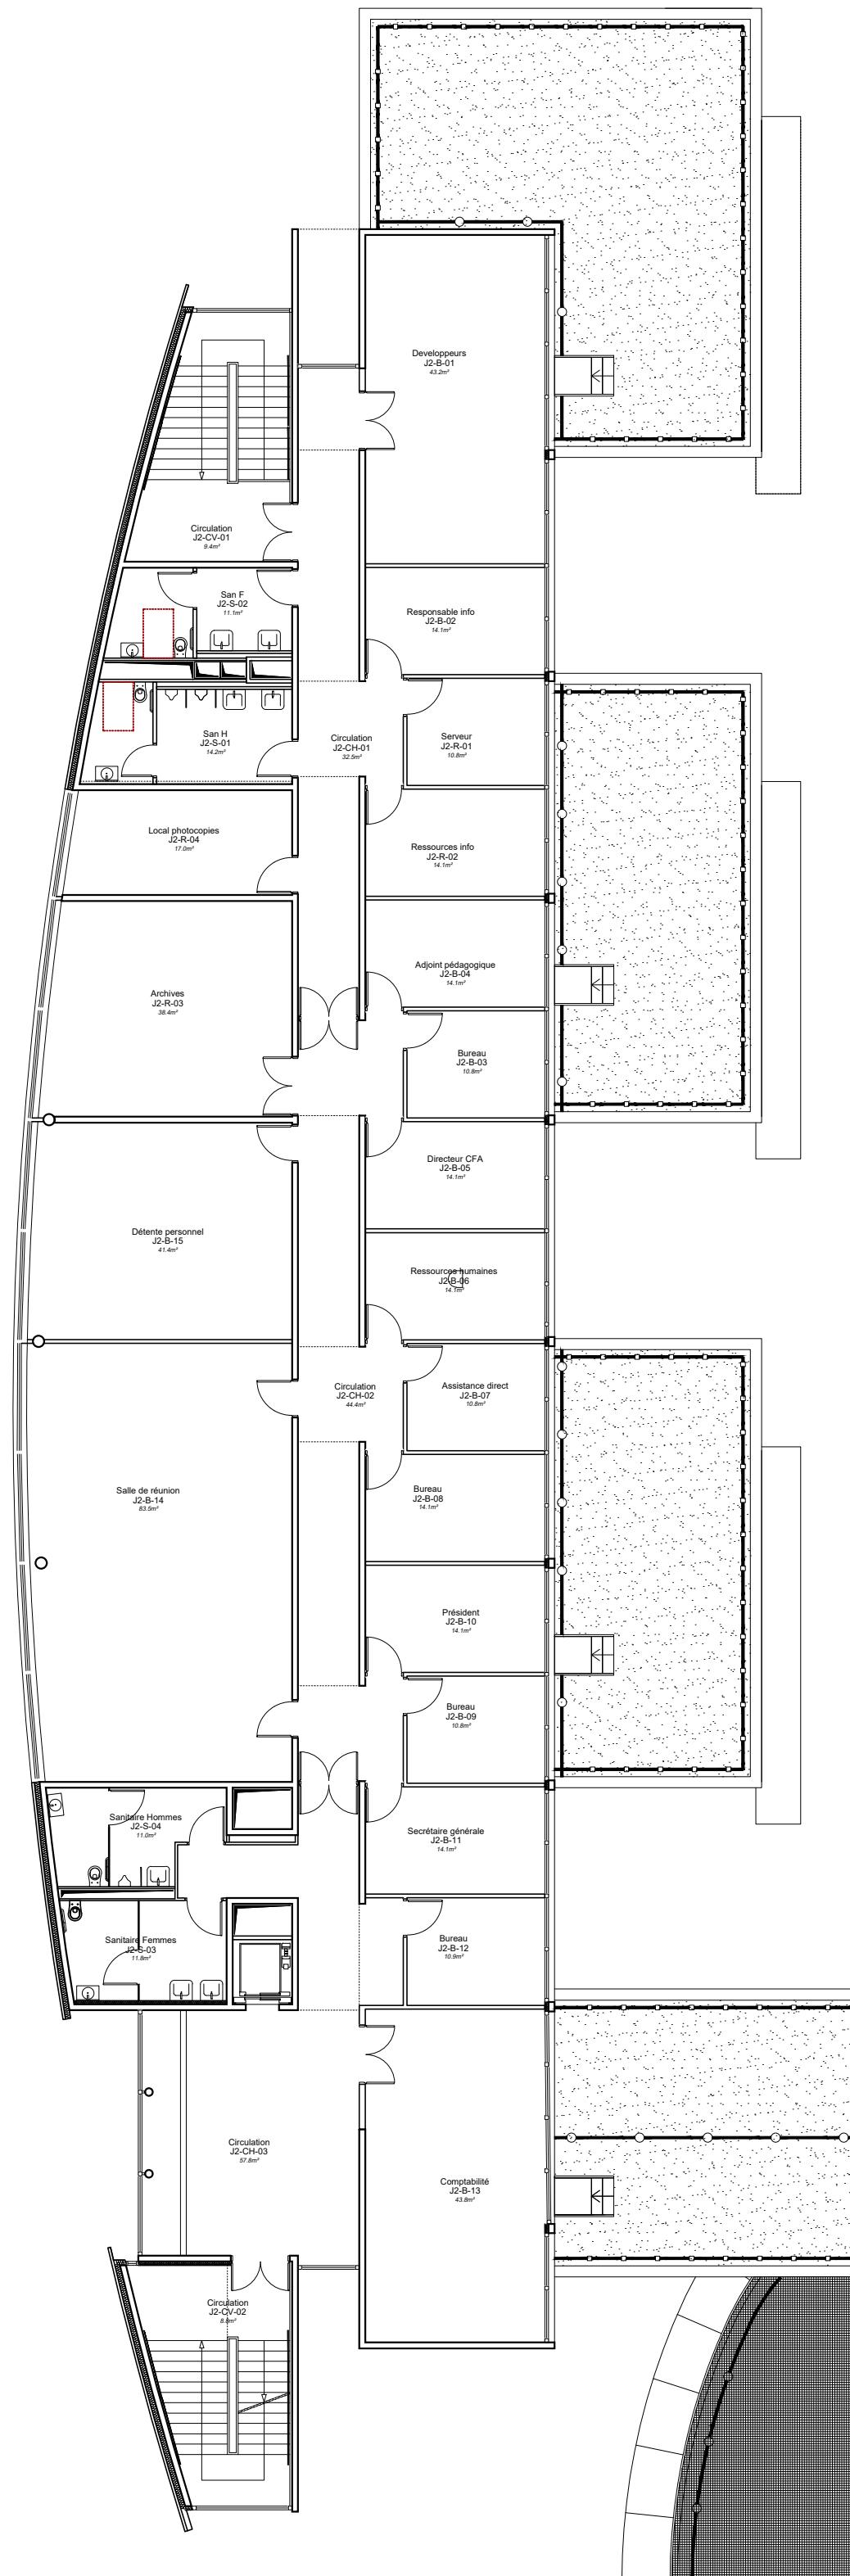 Developpeurs
J2-B-01
43.2m²
Circulation
J2-CV-01
9.4m²
San F
J2-S-02
11.1m²
Responsable info
J2-B-02
14.1m²
San H
J2-S-01
14.2m²
Circulation
J2-CH-01
32.5m²
Serveur
J2-R-01
10.8m²
Local photocopies
J2-R-04
17.0m²
Ressources info
J2-R-02
14.1m²
Adjoint pédagogique
J2-B-04
14.1m²
Archives
J2-R-03
38.4m²
Bureau
J2-B-03
10.8m²
Directeur CFA
J2-B-05
14.1m²
Détente personnel
J2-B-15
41.4m²
Ressources humaines
J2-B-06
14.1m²
Circulation
J2-CH-02
44.4m²
Assistance direct
J2-B-07
10.8m²
Salle de réunion
J2-B-14
83.5m²
Bureau
J2-B-08
14.1m²
Président
J2-B-10
14.1m²
Bureau
J2-B-09
10.8m²
Sanitaire Hommes
J2-S-04
11.0m²
Secrétaire générale
J2-B-11
14.1m²
Sanitaire Femmes
J2-S-03
11.8m²
Bureau
J2-B-12
10.9m²
Circulation
J2-CH-03
57.8m²
Comptabilité
J2-B-13
43.8m²
Circulation
J2-CV-02
8.8m²